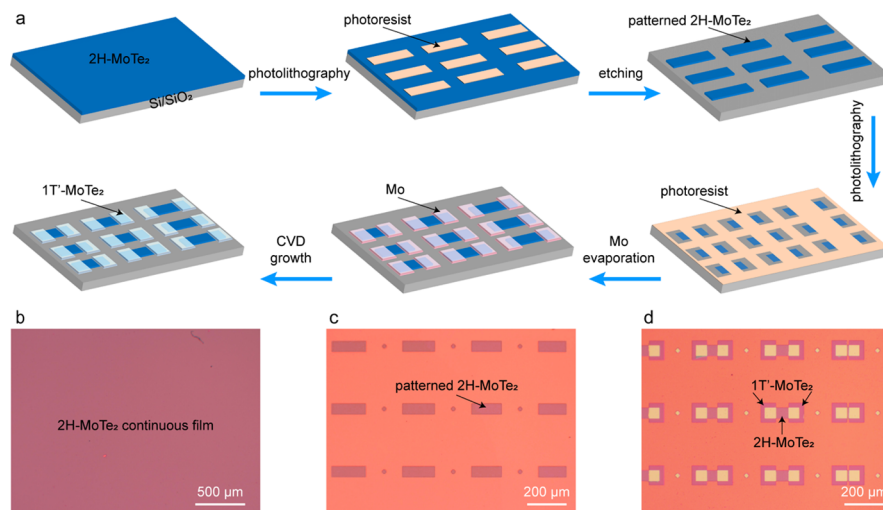 a
2H-MoTe₂
Si/SiO₂
photolithography
photoresist
etching
patterned 2H-MoTe₂
photolithography
photoresist
Mo
evaporation
Mo
CVD
growth
1T'-MoTe₂
b
2H-MoTe₂ continuous film
500 μm
c
patterned 2H-MoTe₂
200 μm
d
1T'-MoTe₂
2H-MoTe₂
200 μm